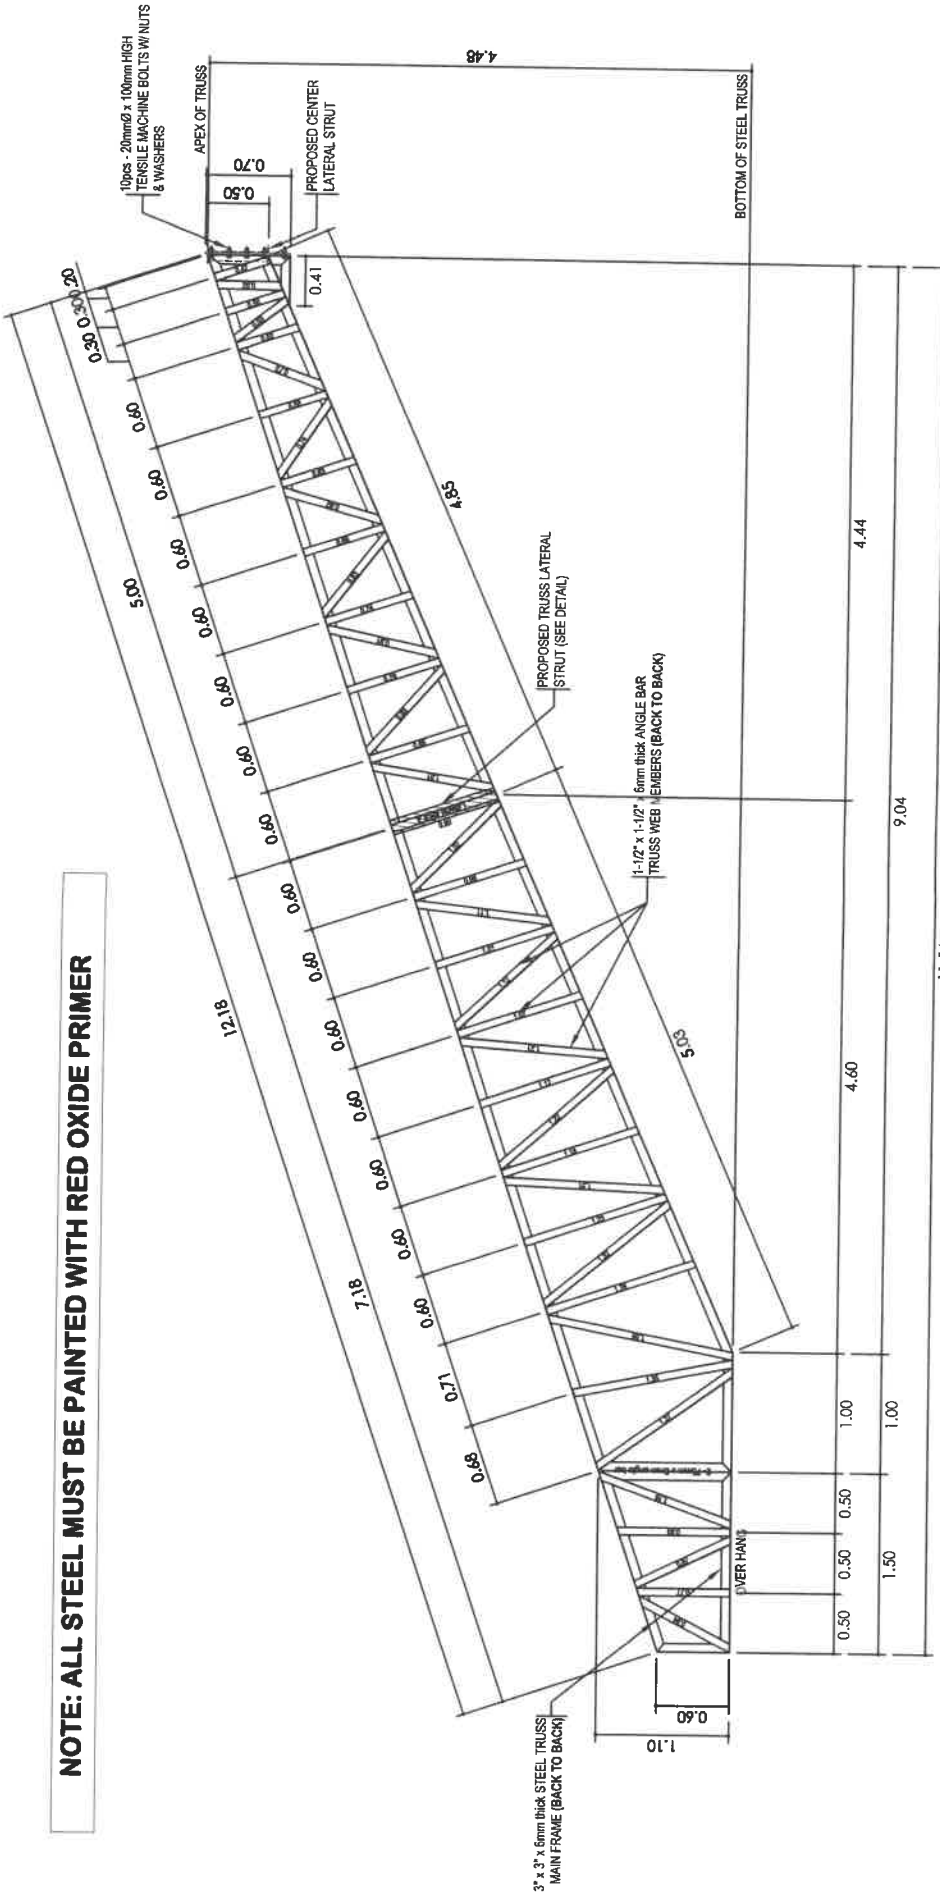 NOTE: ALL STEEL MUST BE PAINTED WITH RED OXIDE PRIMER
10pcs - 20mmØ x 100mm HIGH
TENSILE MACHINE BOLTS W/ NUTS
& WASHERS
APEX OF TRUSS
PROPOSED CENTER
LATERAL STRUT
0.70
0.50
0.41
4.48
BOTTOM OF STEEL TRUSS
12.18
7.18
5.00
0.68
0.71
0.60
0.60
0.60
0.60
0.60
0.60
0.60
0.60
0.60
0.60
0.60
0.60
0.60
0.60
0.30
0.30
0.20
4.85
5.03
PROPOSED TRUSS LATERAL
STRUT (SEE DETAIL)
1-1/2" x 1-1/2" x 6mm thick ANGLE BAR
TRUSS WEB MEMBERS (BACK TO BACK)
3" x 3" x 6mm thick STEEL TRUSS
MAIN FRAME (BACK TO BACK)
1.10
0.60
OVER HANG
0.50
0.50
0.50
1.00
4.60
4.44
1.50
1.00
9.04